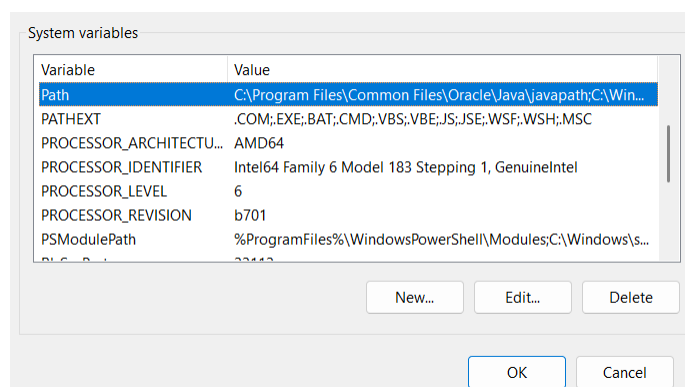 System variables
Variable Value
Path C:\Program Files\Common Files\Oracle\Java\javapath;C:\Win...
PATHEXT .COM;.EXE;.BAT;.CMD;.VBS;.VBE;.JS;.JSE;.WSF;.WSH;.MSC
PROCESSOR_ARCHITECTU... AMD64
PROCESSOR_IDENTIFIER Intel64 Family 6 Model 183 Stepping 1, GenuineIntel
PROCESSOR_LEVEL 6
PROCESSOR_REVISION b701
PSModulePath %ProgramFiles%\WindowsPowerShell\Modules;C:\Windows\s...
New... Edit... Delete
OK Cancel